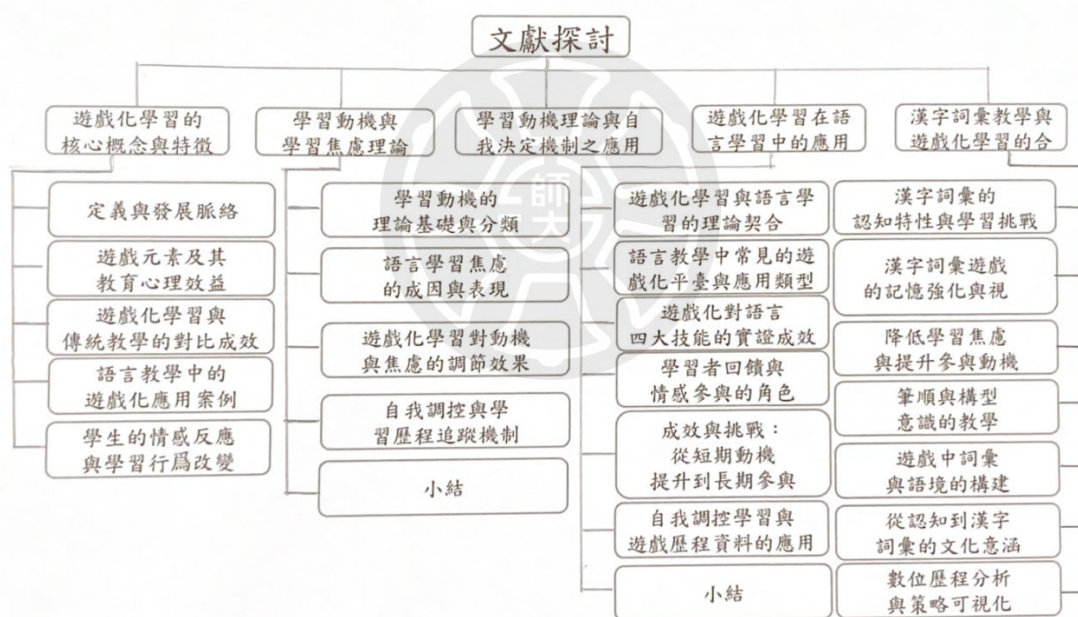 文獻探討
遊戲化學習的
核心概念與特徵
學習動機與
學習焦慮理論
學習動機理論與自
我決定機制之應用
遊戲化學習在語
言學習中的應用
漢字詞彙教學與
遊戲化學習的合
定義與發展脈絡
遊戲元素及其
教育心理效益
遊戲化學習與
傳統教學的對比成效
語言教學中的
遊戲化應用案例
學生的情感反應
與學習行爲改變
學習動機的
理論基礎與分類
語言學習焦慮
的成因與表現
遊戲化學習對動機
與焦慮的調節效果
自我調控與學
習歷程追蹤機制
小結
遊戲化學習與語言學
習的理論契合
語言教學中常見的遊
戲化平臺與應用類型
遊戲化對語言
四大技能的實證成效
學習者回饋與
情感參與的角色
成效與挑戰：
從短期動機
提升到長期參與
自我調控學習與
遊戲歷程資料的應用
小結
漢字詞彙的
認知特性與學習挑戰
漢字詞彙遊戲
的記憶強化與視
降低學習焦慮
與提升參與動機
筆順與構型
意識的教學
遊戲中詞彙
與語境的構建
從認知到漢字
詞彙的文化意涵
數位歷程分析
與策略可視化
師大